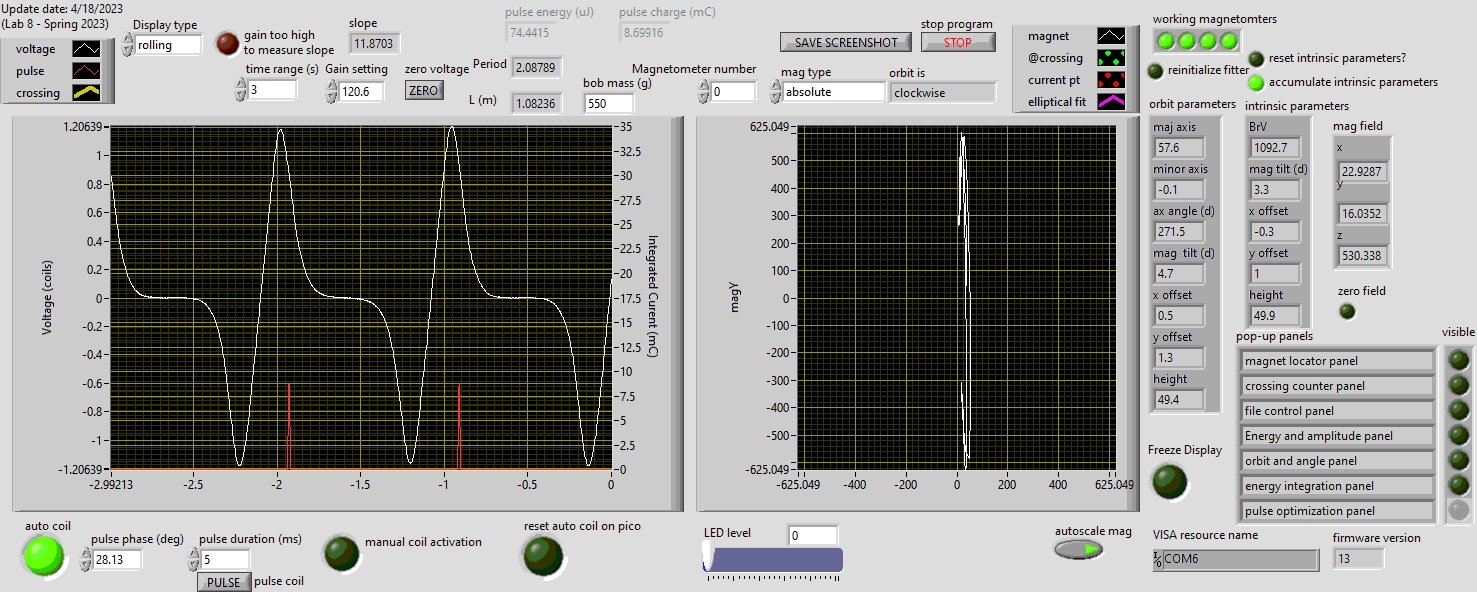 Update date: 4/18/2023
(Lab 8 - Spring 2023)
voltage
pulse
crossing
Display type
rolling
gain too high
to measure slope
slope
11.8703
time range (s)
3
Gain setting
120.6
zero voltage
ZERO
pulse energy (uJ)
74.4415
pulse charge (mC)
8.69916
Period
2.08789
L (m)
1.08236
bob mass (g)
550
Magnetometer number
0
mag type
absolute
SAVE SCREENSHOT
stop program
STOP
orbit is
clockwise
magnet
@crossing
current pt
elliptical fit
working magnetomters
reinitialize fitter
reset intrinsic parameters?
accumulate intrinsic parameters
orbit parameters
maj axis
57.6
minor axis
-0.1
ax angle (d)
271.5
mag tilt (d)
4.7
x offset
0.5
y offset
1.3
height
49.4
intrinsic parameters
BrV
1092.7
mag tilt (d)
3.3
x offset
-0.3
y offset
1
height
49.9
mag field
x
22.9287
y
16.0352
z
530.338
zero field
Voltage (coils)
1.20639
1
0.8
0.6
0.4
0.2
0
-0.2
-0.4
-0.6
-0.8
-1
-1.20639
-2.99213
-2.5
-2
-1.5
-1
-0.5
0
35
32.5
30
27.5
25
22.5
20
17.5
15
12.5
10
7.5
5
2.5
0
Integrated Current (mC)
magY
625.049
500
400
300
200
100
0
-100
-200
-300
-400
-500
-625.049
-625.049
-400
-200
0
200
400
625.049
pop-up panels
visible
magnet locator panel
crossing counter panel
file control panel
Energy and amplitude panel
orbit and angle panel
energy integration panel
pulse optimization panel
Freeze Display
auto coil
pulse phase (deg)
28.13
pulse duration (ms)
5
PULSE
pulse coil
manual coil activation
reset auto coil on pico
LED level
0
autoscale mag
VISA resource name
COM6
firmware version
13